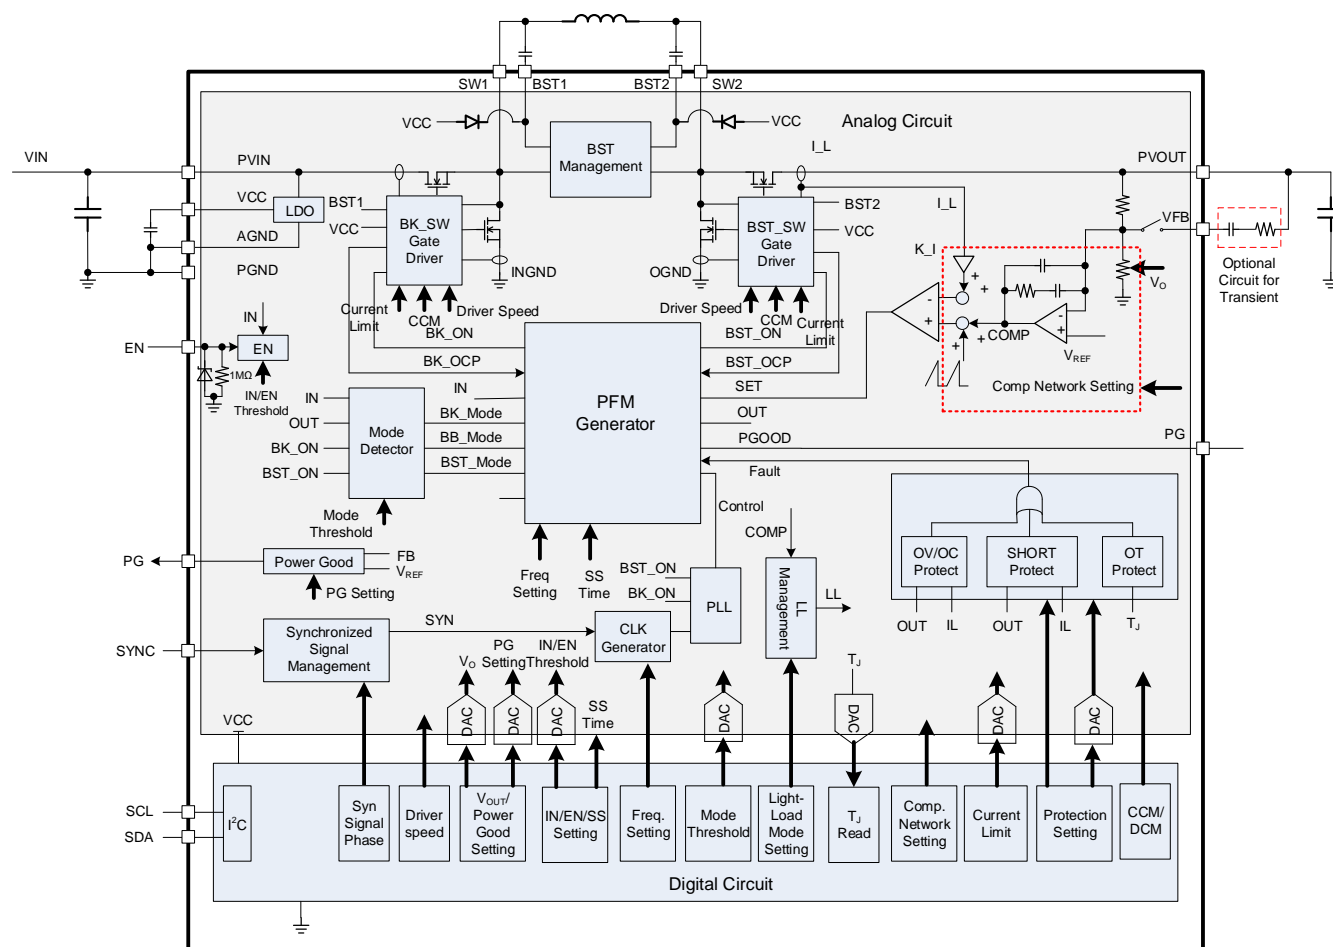 SW1
BST1
BST2
SW2
VCC
VCC
Analog Circuit
BST
Management
I_L
VIN
PVIN
PVOUT
VCC
LDO
BST1
VCC
BK_SW
Gate
Driver
BST_SW
Gate
Driver
BST2
VCC
I_L
K_I
VFB
AGND
PGND
INGND
OGND
Optional
Circuit for
Transient
VO
Current
Limit
CCM
Driver Speed
Driver Speed
CCM
Current
Limit
BK_ON
BST_ON
COMP
VREF
Comp Network Setting
-
+
+
+
+
+
+
IN
EN
EN
1MΩ
IN/EN
Threshold
BK_OCP
BST_OCP
IN
SET
PFM
Generator
IN
OUT
BK_ON
BST_ON
Mode
Detector
BK_Mode
BB_Mode
BST_Mode
OUT
PGOOD
PG
Fault
Mode
Threshold
Control
COMP
PG
Power Good
FB
VREF
PG Setting
Freq
Setting
SS
Time
BST_ON
BK_ON
PLL
LL
Management
LL
OV/OC
Protect
SHORT
Protect
OT
Protect
OUT
IL
OUT
IL
TJ
SYNC
Synchronized
Signal
Management
SYN
CLK
Generator
VO
PG
Setting
IN/EN
Threshold
SS
Time
TJ
DAC
DAC
DAC
DAC
DAC
DAC
DAC
VCC
SCL
SDA
I2C
Syn
Signal
Phase
Driver
speed
VOUT/
Power
Good
Setting
IN/EN/SS
Setting
Freq.
Setting
Mode
Threshold
Light-
Load
Mode
Setting
TJ
Read
Comp.
Network
Setting
Current
Limit
Protection
Setting
CCM/
DCM
Digital Circuit